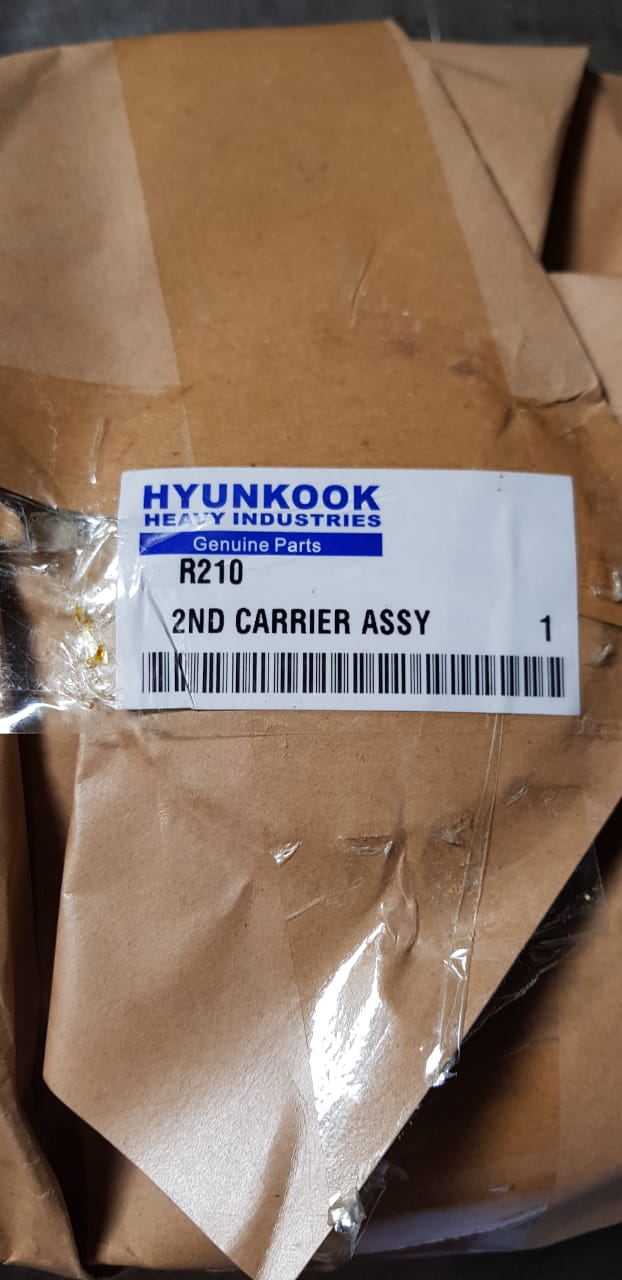 HYUNKOOK
HEAVY INDUSTRIES
Genuine Parts
R210
2ND CARRIER ASSY 1